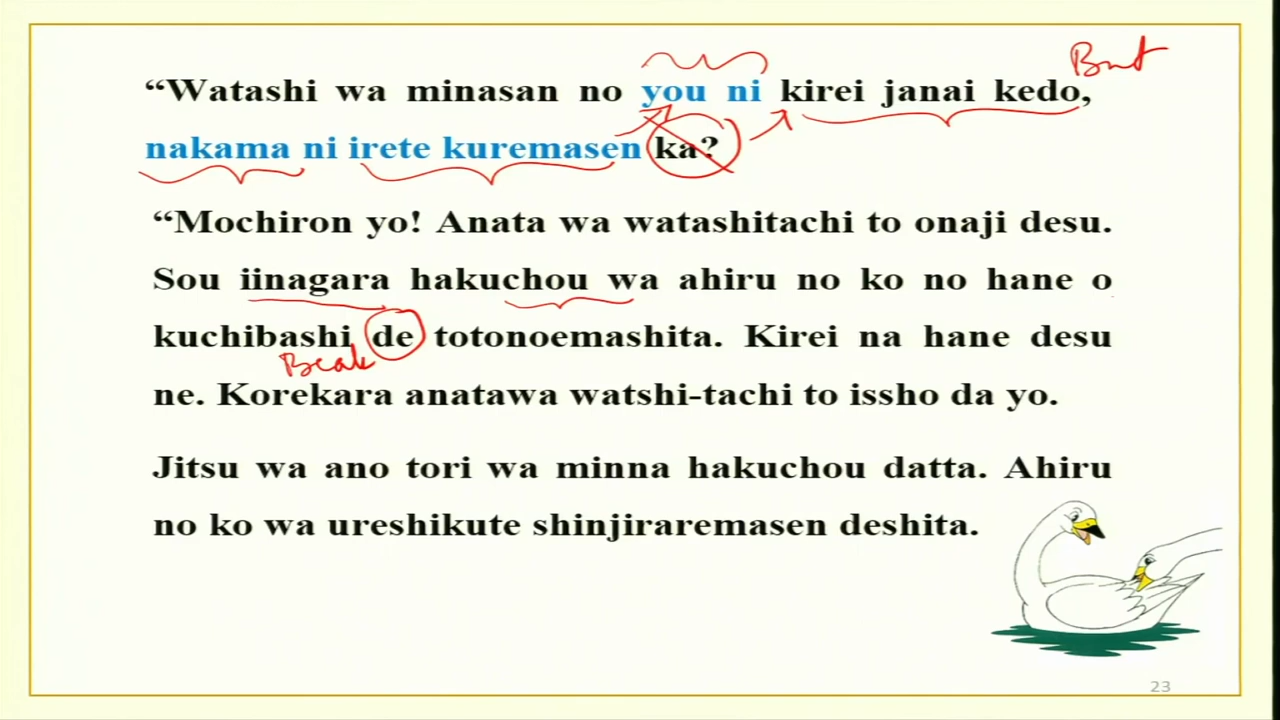 But
“Watashi wa minasan no you ni kirei janai kedo,
nakama ni irete kuremasen ka?
“Mochiron yo! Anata wa watashitachi to onaji desu.
Sou iinagara hakuchou wa ahiru no ko no hane o
kuchibashi de totonoemashita. Kirei na hane desu
Beak
ne. Korekara anatawa watshi-tachi to issho da yo.
Jitsu wa ano tori wa minna hakuchou datta. Ahiru
no ko wa ureshikute shinjiraremasen deshita.
23